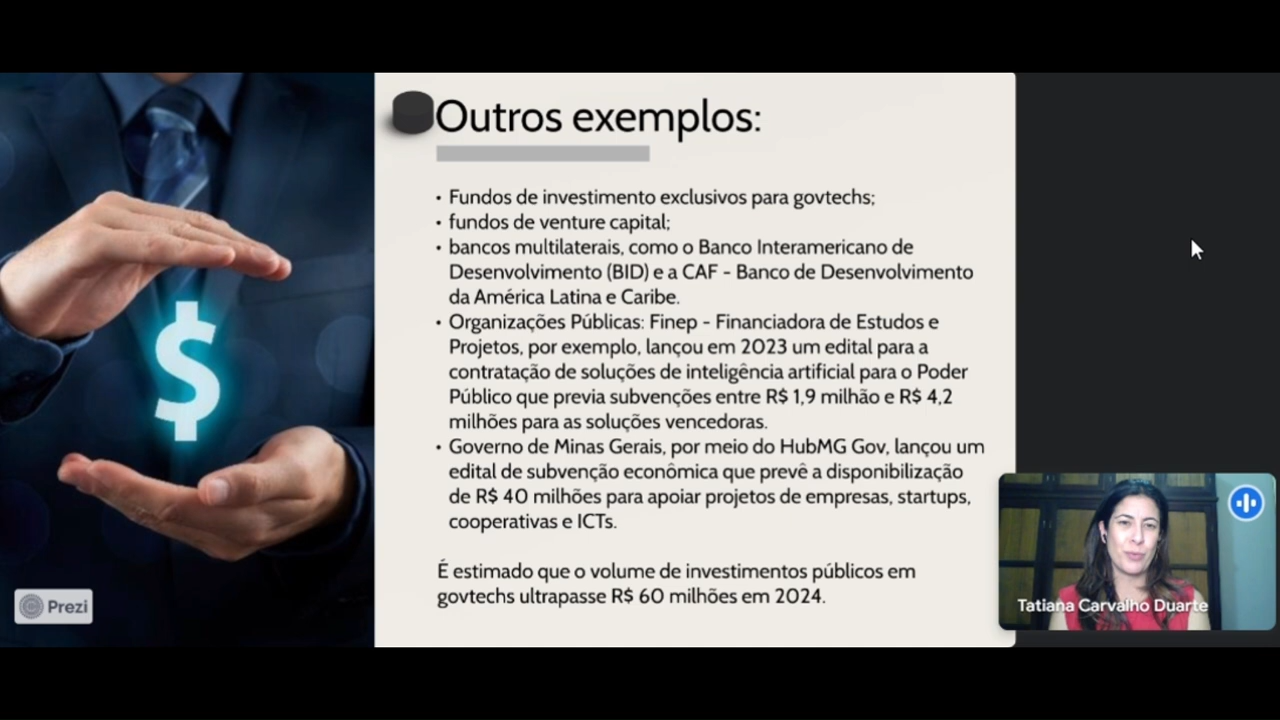 Outros exemplos:
• Fundos de investimento exclusivos para govtechs;
• fundos de venture capital;
• bancos multilaterais, como o Banco Interamericano de
Desenvolvimento (BID) e a CAF - Banco de Desenvolvimento
da América Latina e Caribe.
• Organizações Públicas: Finep - Financiadora de Estudos e
Projetos, por exemplo, lançou em 2023 um edital para a
contratação de soluções de inteligência artificial para o Poder
Público que previa subvenções entre R$ 1,9 milhão e R$ 4,2
milhões para as soluções vencedoras.
• Governo de Minas Gerais, por meio do HubMG Gov, lançou um
edital de subvenção econômica que prevê a disponibilização
de R$ 40 milhões para apoiar projetos de empresas, startups,
cooperativas e ICTs.
É estimado que o volume de investimentos públicos em
govtechs ultrapasse R$ 60 milhões em 2024.
$
Prezi
Tatiana Carvalho Duarte